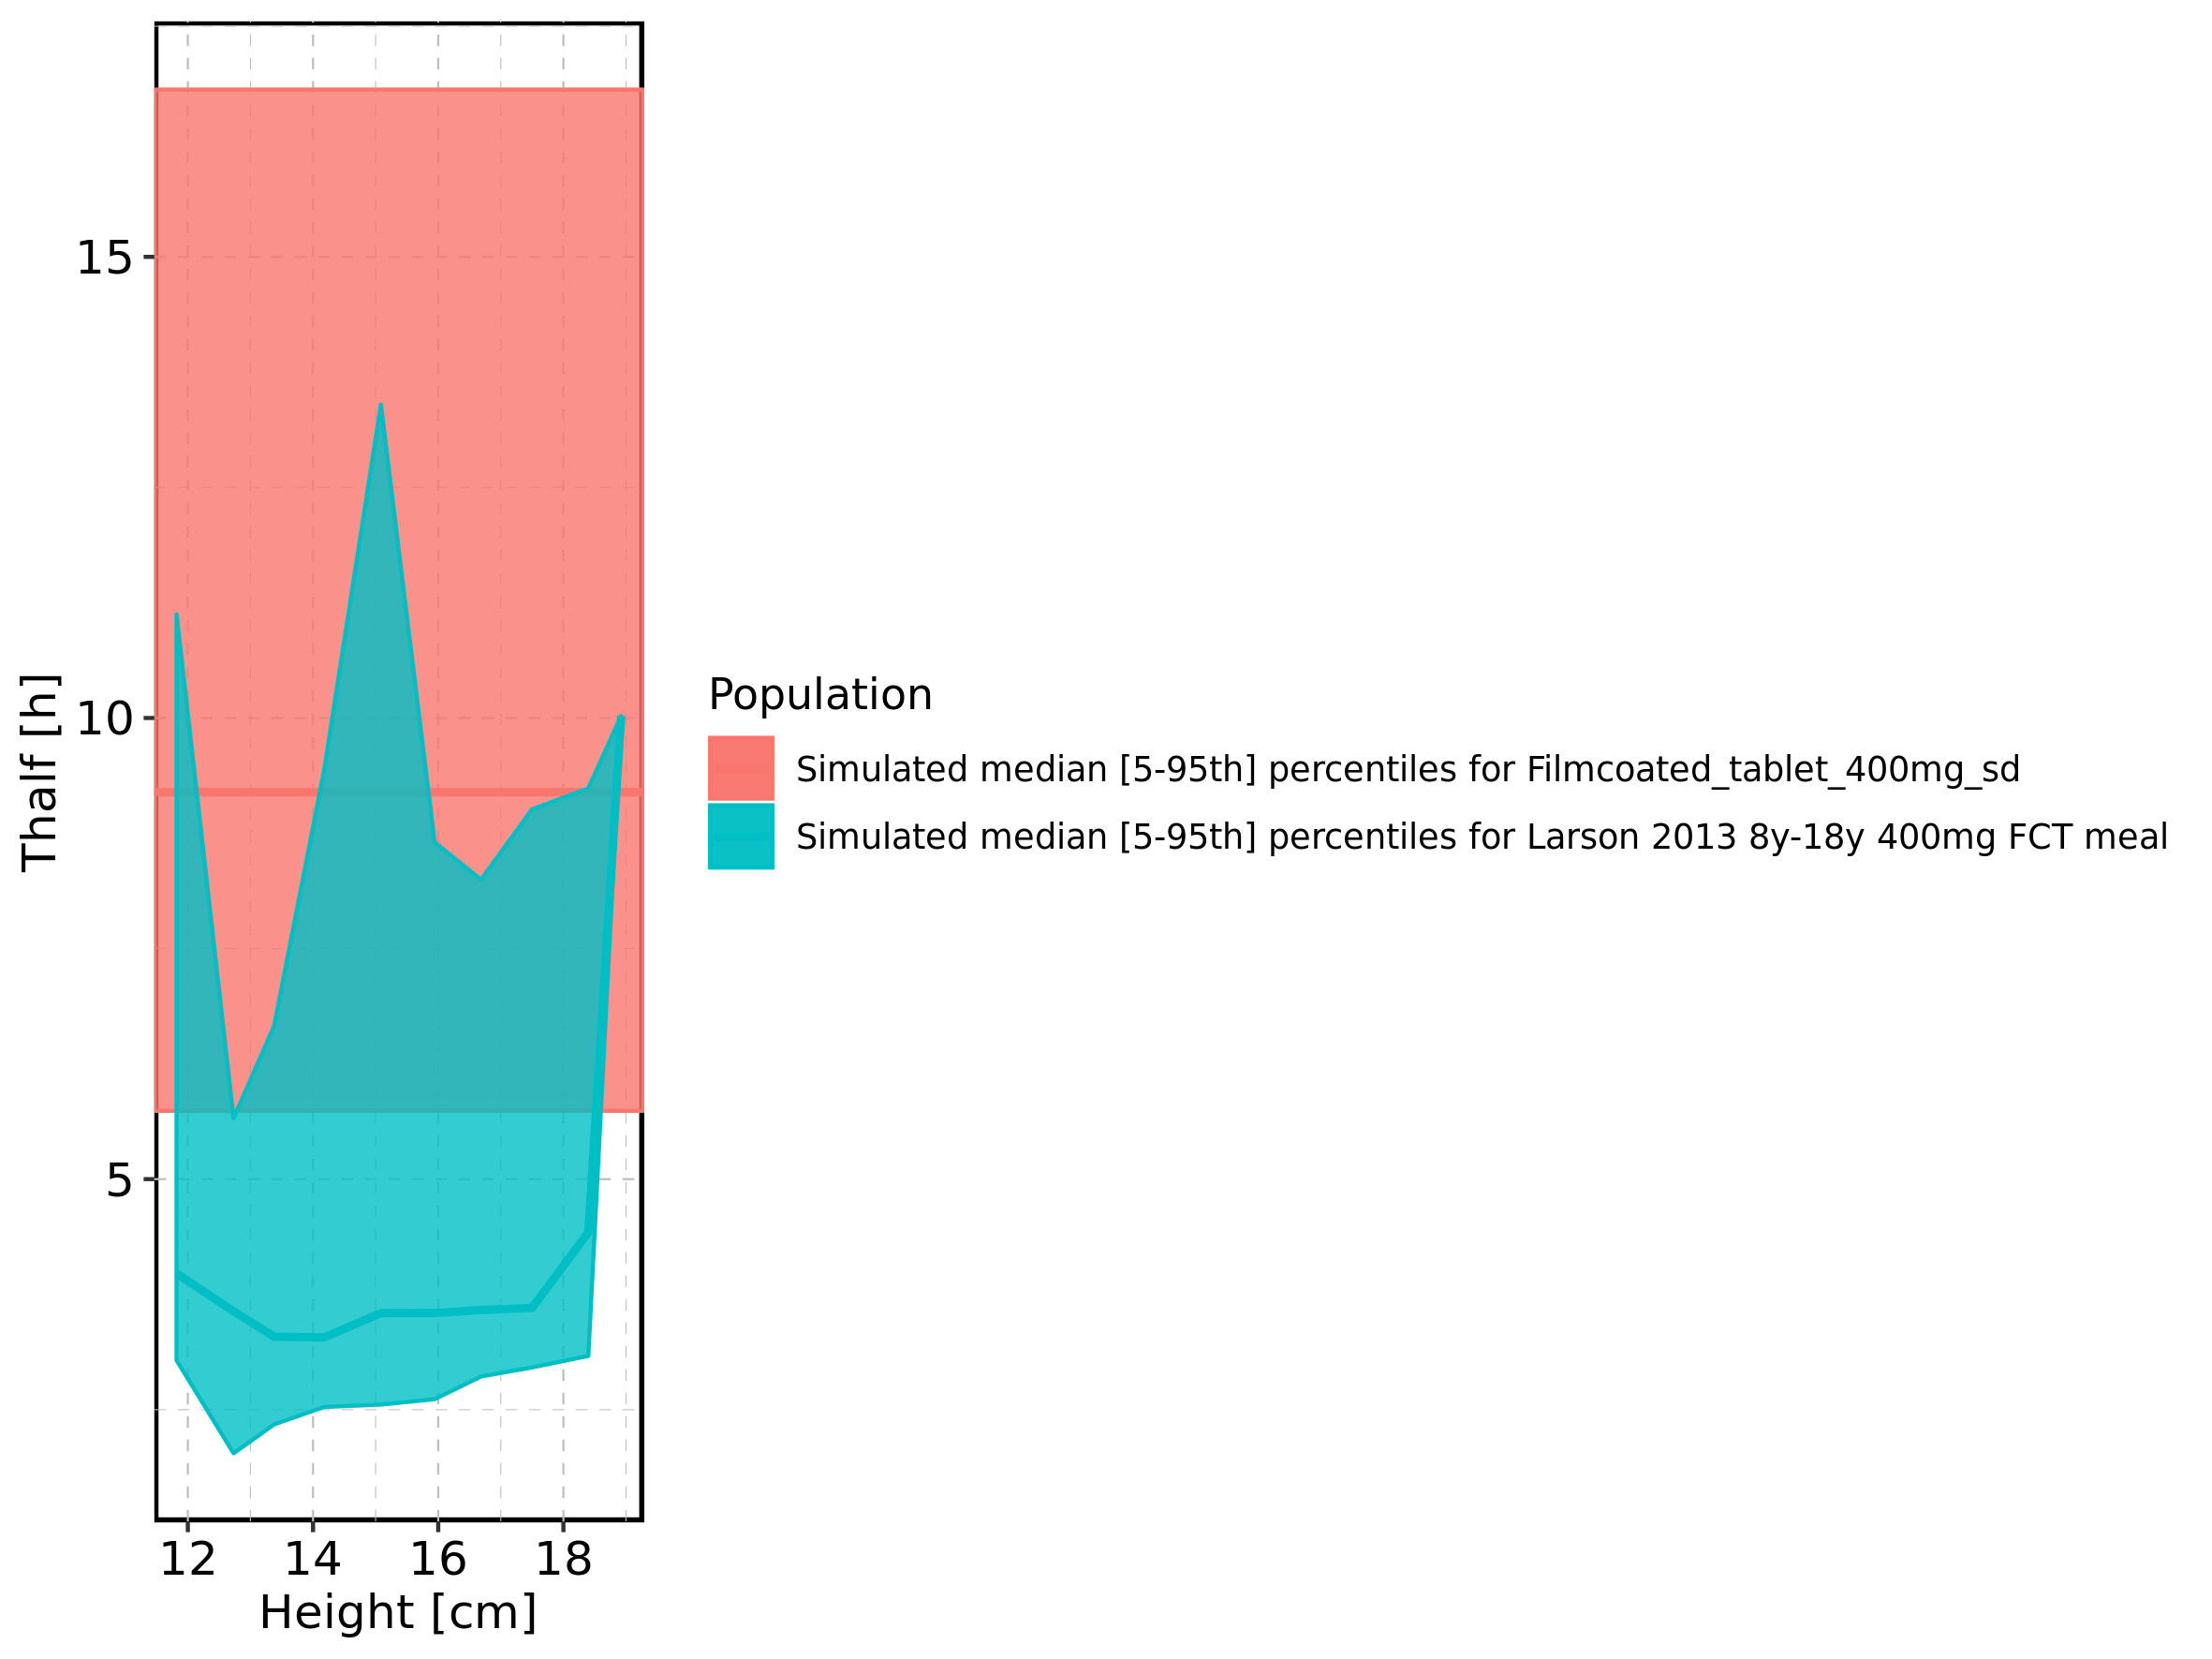 15
10
5
Thalf [h]
12 14 16 18
Height [cm]
Population
Simulated median [5-95th] percentiles for Filmcoated_tablet_400mg_sd
Simulated median [5-95th] percentiles for Larson 2013 8y-18y 400mg FCT meal